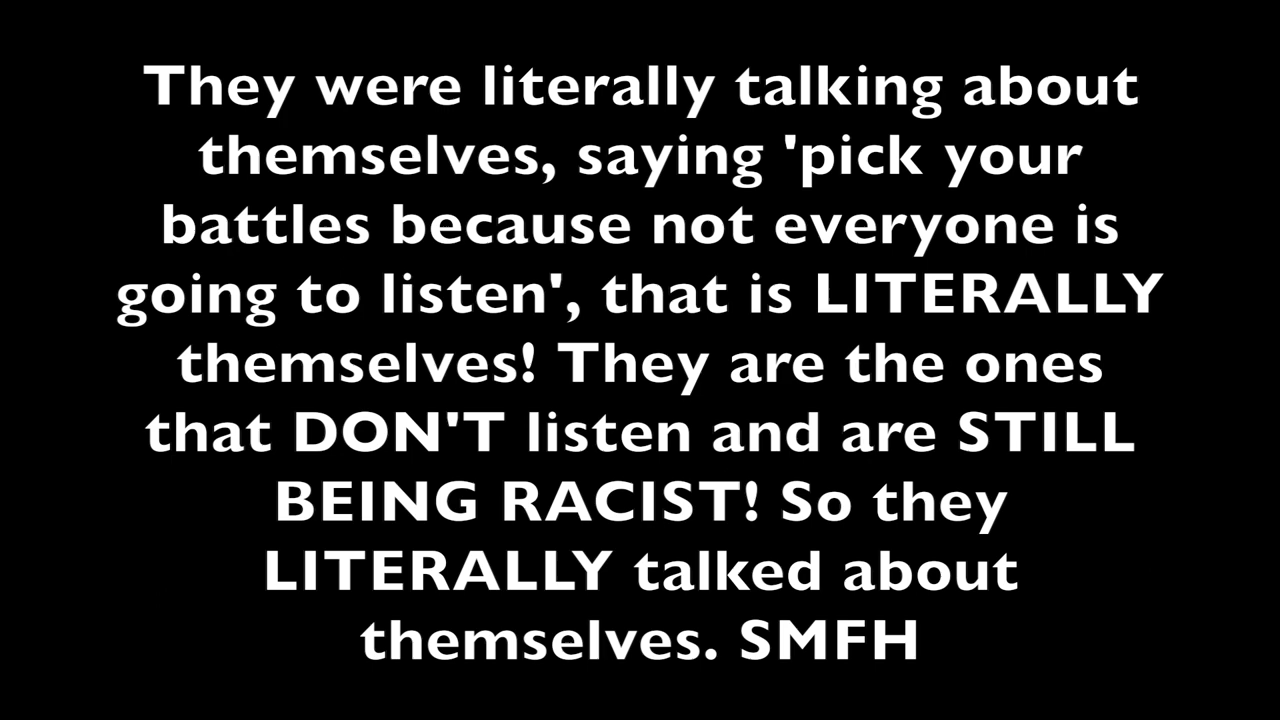 They were literally talking about
themselves, saying 'pick your
battles because not everyone is
going to listen', that is LITERALLY
themselves! They are the ones
that DON'T listen and are STILL
BEING RACIST! So they
LITERALLY talked about
themselves. SMFH